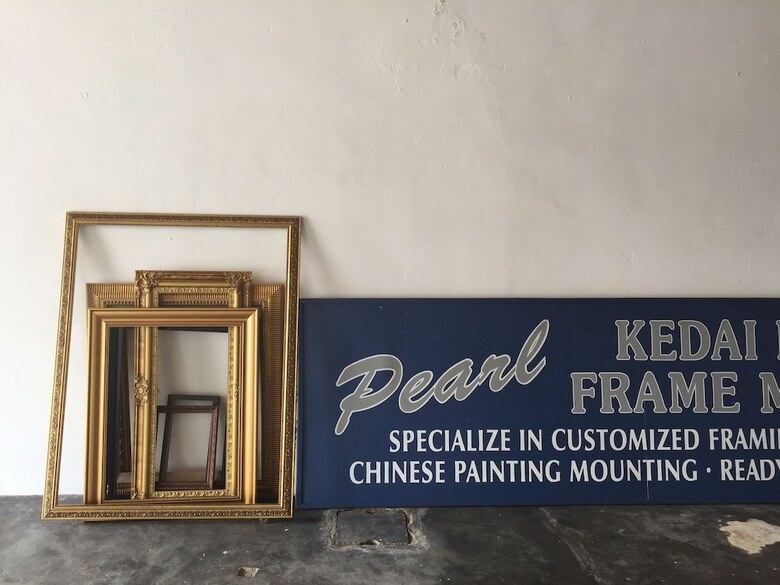 Pearl
KEDAI
FRAME
SPECIALIZE IN CUSTOMIZED
CHINESE PAINTING MOUNTING ·